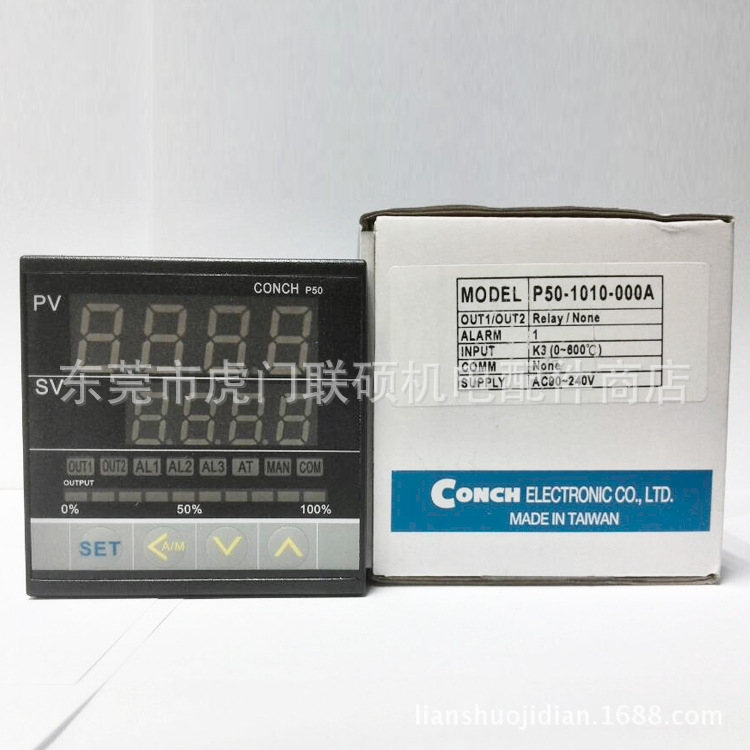 CONCH P50
PV
SV
OUT1 OUT2 AL1 AL2 AL3 AT MAN COM
OUTPUT
0% 50% 100%
SET A/M
MODEL P50-1010-000A
OUT1/OUT2 Relay / None
ALARM 1
INPUT K3 (0~600℃)
COMM None
SUPPLY AC90~240V
CONCH ELECTRONIC CO., LTD.
MADE IN TAIWAN
东莞市虎门联硕机电配件商店
lianshuojidian.1688.com